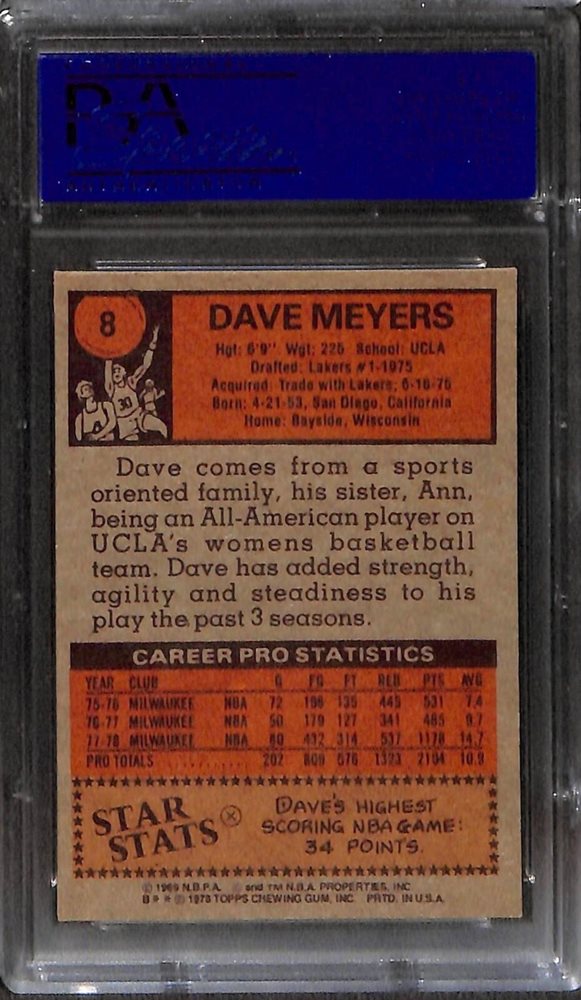 PSA
8
DAVE MEYERS
Hgt: 6'9" Wgt: 225 School: UCLA
Drafted: Lakers #1-1975
Acquired: Trade with Lakers, 6-16-75
Born: 4-21-53, San Diego, California
Home: Bayside, Wisconsin
Dave comes from a sports
oriented family, his sister, Ann,
being an All-American player on
UCLA's womens basketball
team. Dave has added strength,
agility and steadiness to his
play the past 3 seasons.
CAREER PRO STATISTICS
YEAR CLUB G FG FT REB PTS AVG
75-76 MILWAUKEE NBA 72 198 135 445 531 7.4
76-77 MILWAUKEE NBA 50 179 127 341 485 9.7
77-78 MILWAUKEE NBA 80 432 314 537 1178 14.7
PRO TOTALS 202 809 576 1323 2194 10.9
STAR STATS
DAVE'S HIGHEST
SCORING NBA GAME:
34 POINTS.
© 1969 N.B.P.A. © and TM N.B.A. PROPERTIES, INC
B * * © 1978 TOPPS CHEWING GUM, INC. PRTD. IN U.S.A.